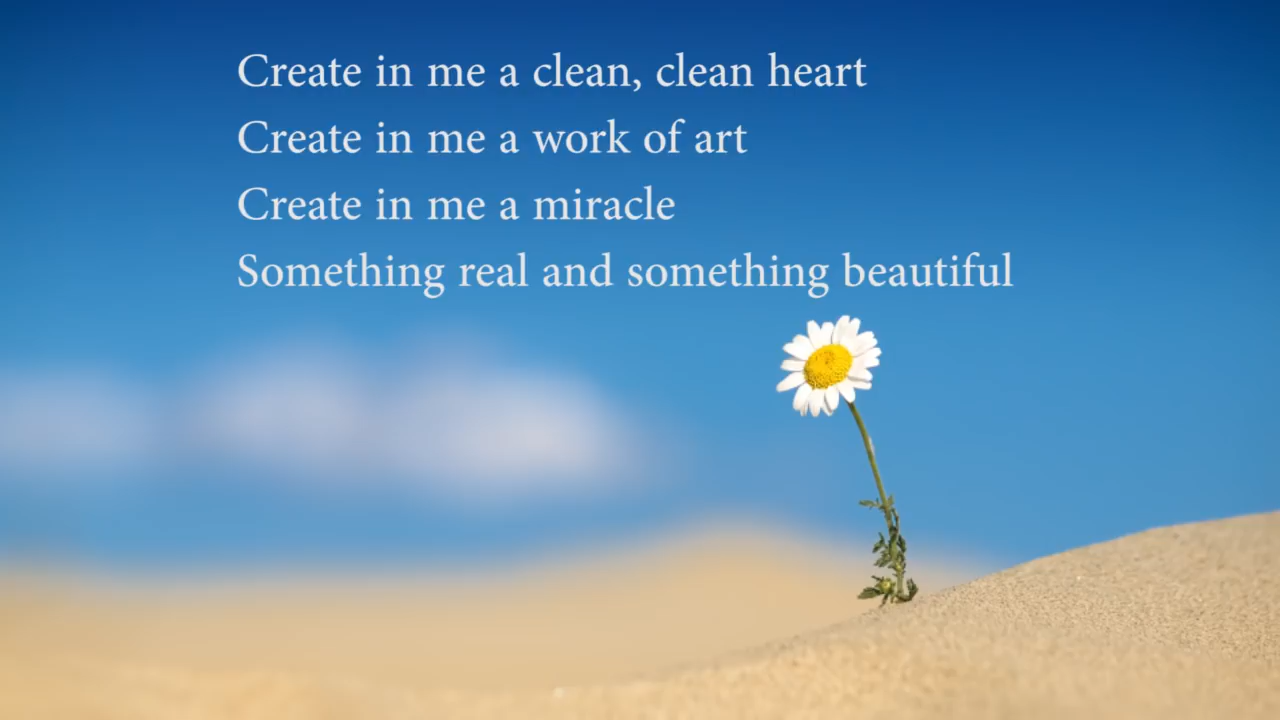 Create in me a clean, clean heart
Create in me a work of art
Create in me a miracle
Something real and something beautiful